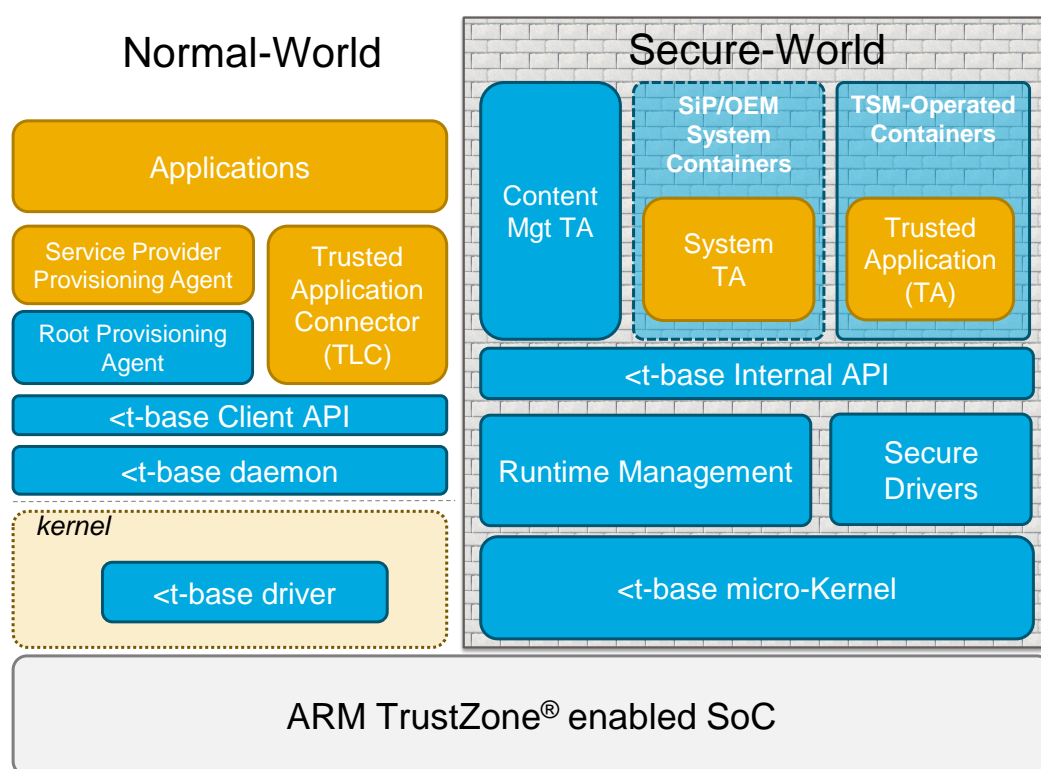 Normal-World
Applications
Service Provider
Provisioning Agent
Root Provisioning
Agent
Trusted
Application
Connector
(TLC)
<t-base Client API
<t-base daemon
kernel
<t-base driver
Secure-World
Content
Mgt TA
SiP/OEM
System
Containers
System
TA
TSM-Operated
Containers
Trusted
Application
(TA)
<t-base Internal API
Runtime Management
Secure
Drivers
<t-base micro-Kernel
ARM TrustZone® enabled SoC